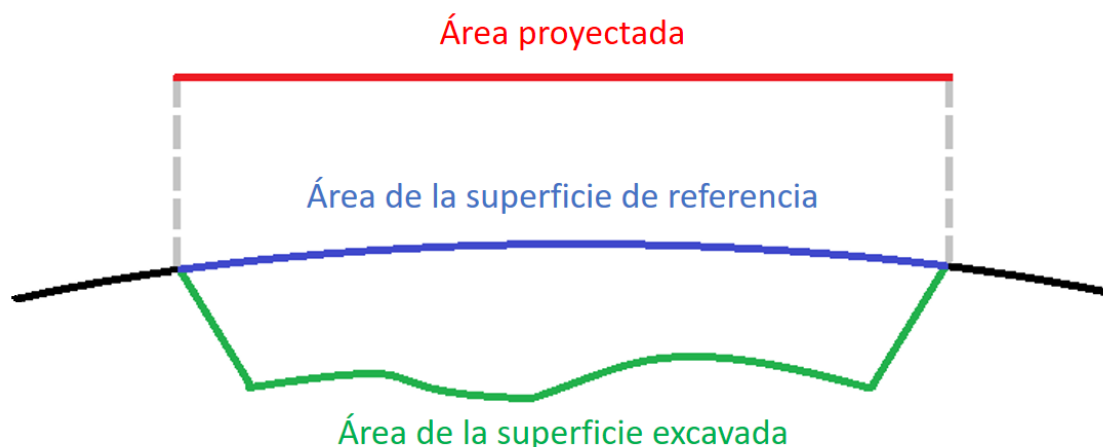 Área proyectada
Área de la superficie de referencia
Área de la superficie excavada